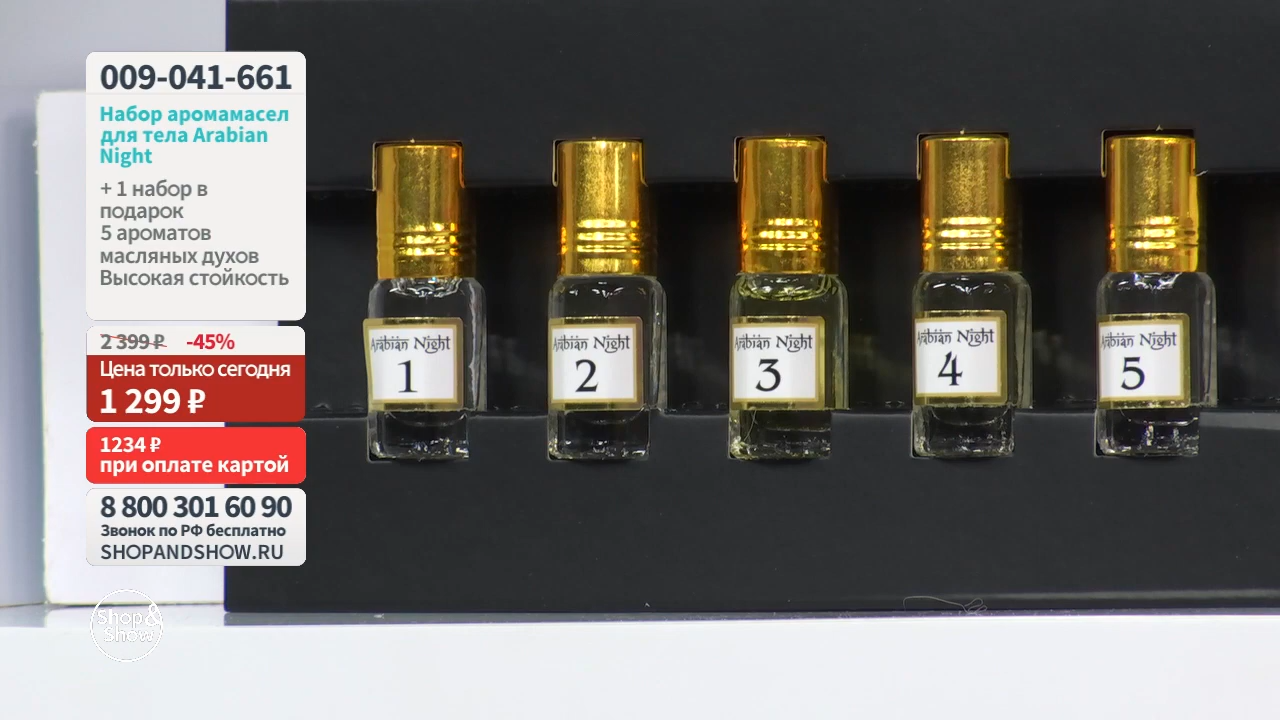 009-041-661
Набор аромамасел
для тела Arabian
Night
+ 1 набор в
подарок
5 ароматов
масляных духов
Высокая стойкость
2 399 ₽ -45%
Цена только сегодня
1 299 ₽
1234 ₽
при оплате картой
8 800 301 60 90
Звонок по РФ бесплатно
SHOPANDSHOW.RU
Shop&
Show
Arabian Night
1
Arabian Night
2
Arabian Night
3
Arabian Night
4
Arabian Night
5